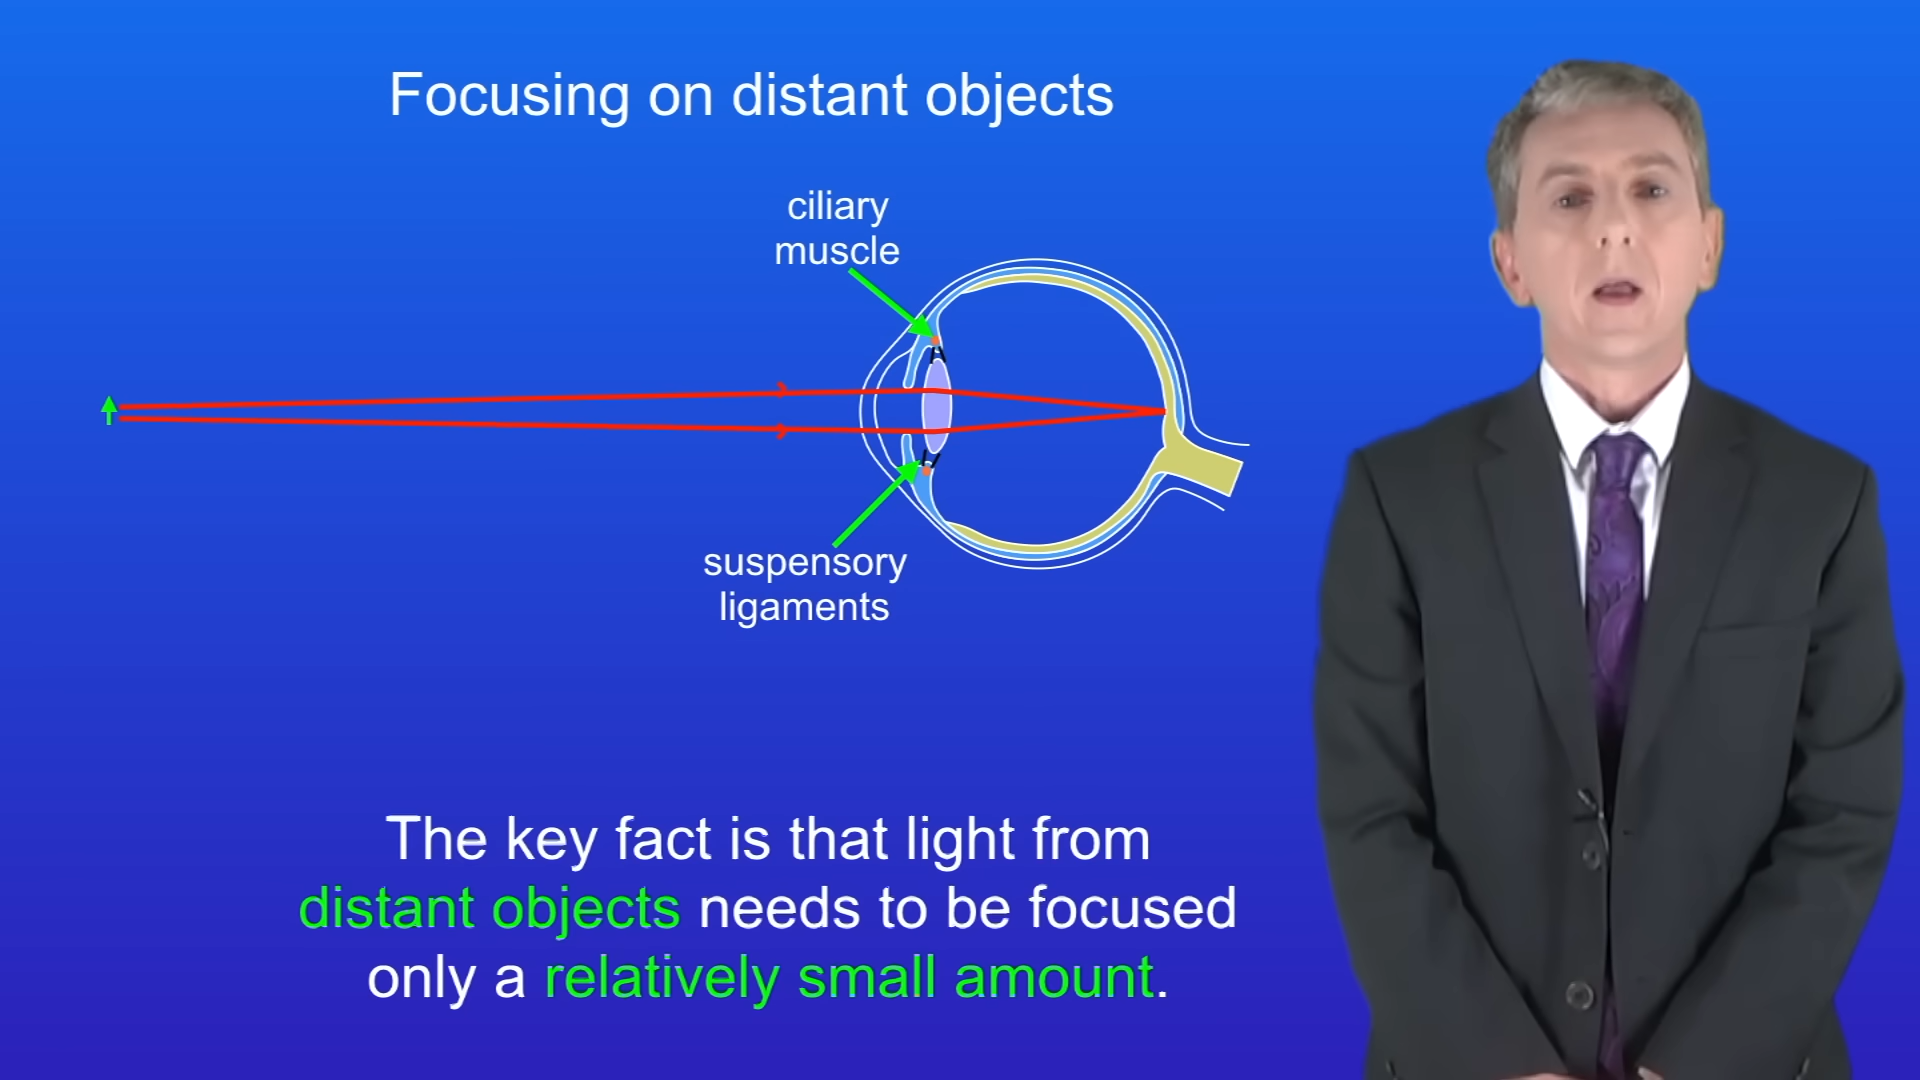 Focusing on distant objects
ciliary
muscle
suspensory
ligaments
The key fact is that light from
distant objects needs to be focused
only a relatively small amount.